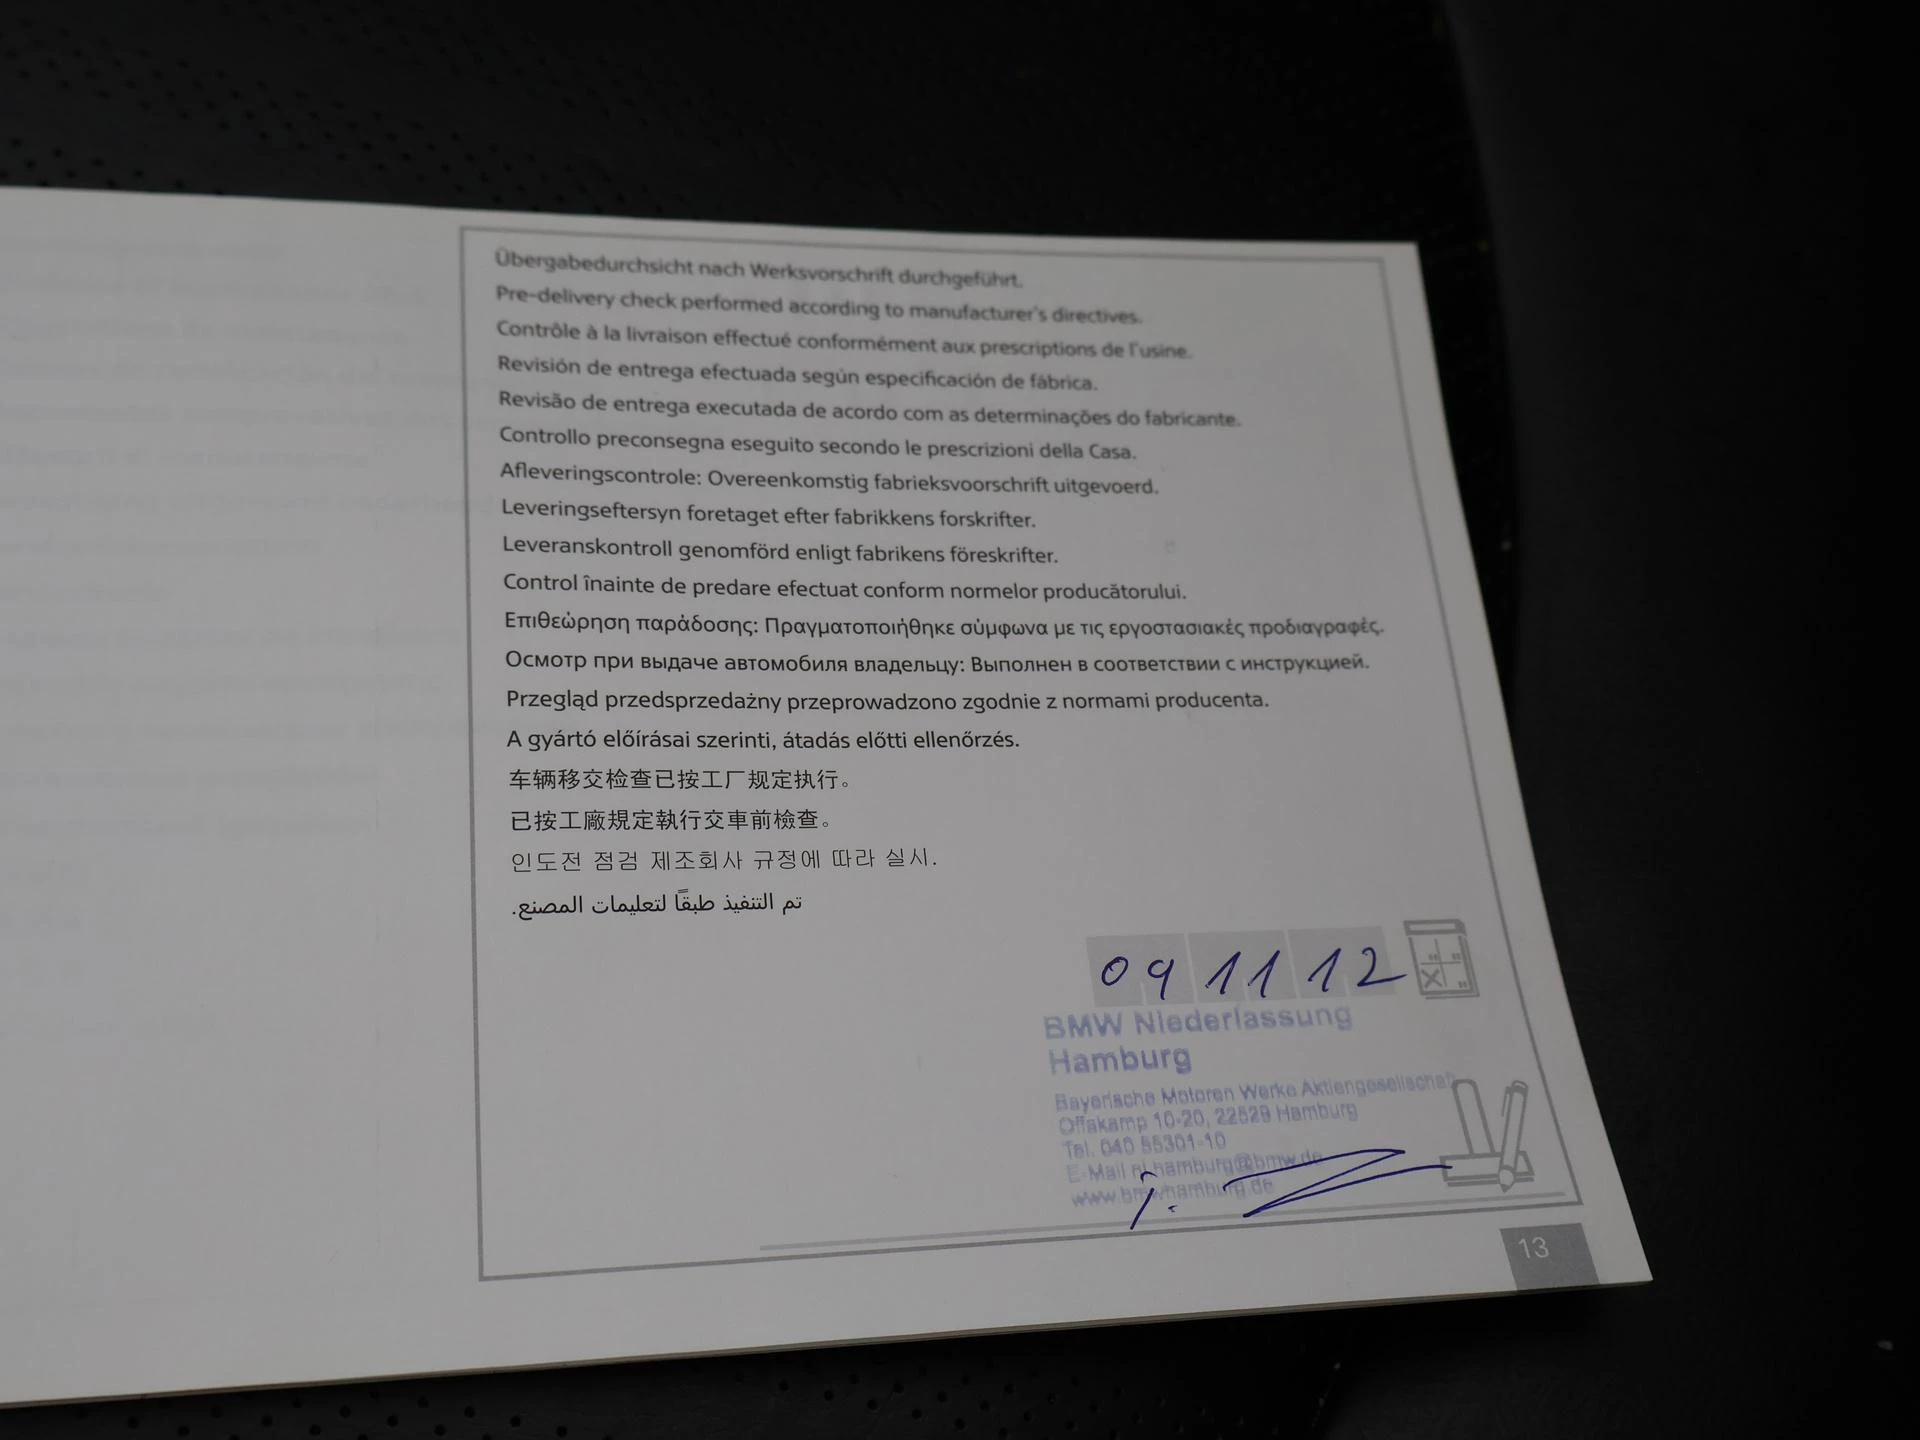 Übergabedurchsicht nach Werksvorschrift durchgeführt.
Pre-delivery check performed according to manufacturer's directives.
Contrôle à la livraison effectué conformément aux prescriptions de l'usine.
Revisión de entrega efectuada según especificación de fábrica.
Revisão de entrega executada de acordo com as determinações do fabricante.
Controllo preconsegna eseguito secondo le prescrizioni della Casa.
Afleveringscontrole: Overeenkomstig fabrieksvoorschrift uitgevoerd.
Leveringseftersyn foretaget efter fabrikkens forskrifter.
Leveranskontroll genomförd enligt fabrikens föreskrifter.
Control înainte de predare efectuat conform normelor producătorului.
Επιθεώρηση παράδοσης: Πραγματοποιήθηκε σύμφωνα με τις εργοστασιακές προδιαγραφές.
Осмотр при выдаче автомобиля владельцу: Выполнен в соответствии с инструкцией.
Przegląd przedsprzedażny przeprowadzono zgodnie z normami producenta.
A gyártó előírásai szerinti, átadás előtti ellenőrzés.
车辆移交检查已按工厂规定执行。
已按工廠規定執行交車前檢查。
인도전 점검 제조회사 규정에 따라 실시.
تم التنفيذ طبقًا لتعليمات المصنع.
09 11 12
BMW Niederlassung
Hamburg
Bayerische Motoren Werke Aktiengesellschaft
Offakamp 10-20, 22529 Hamburg
Tel. 040 55301-10
E-Mail nl.hamburg@bmw.de
www.bmwhamburg.de
13